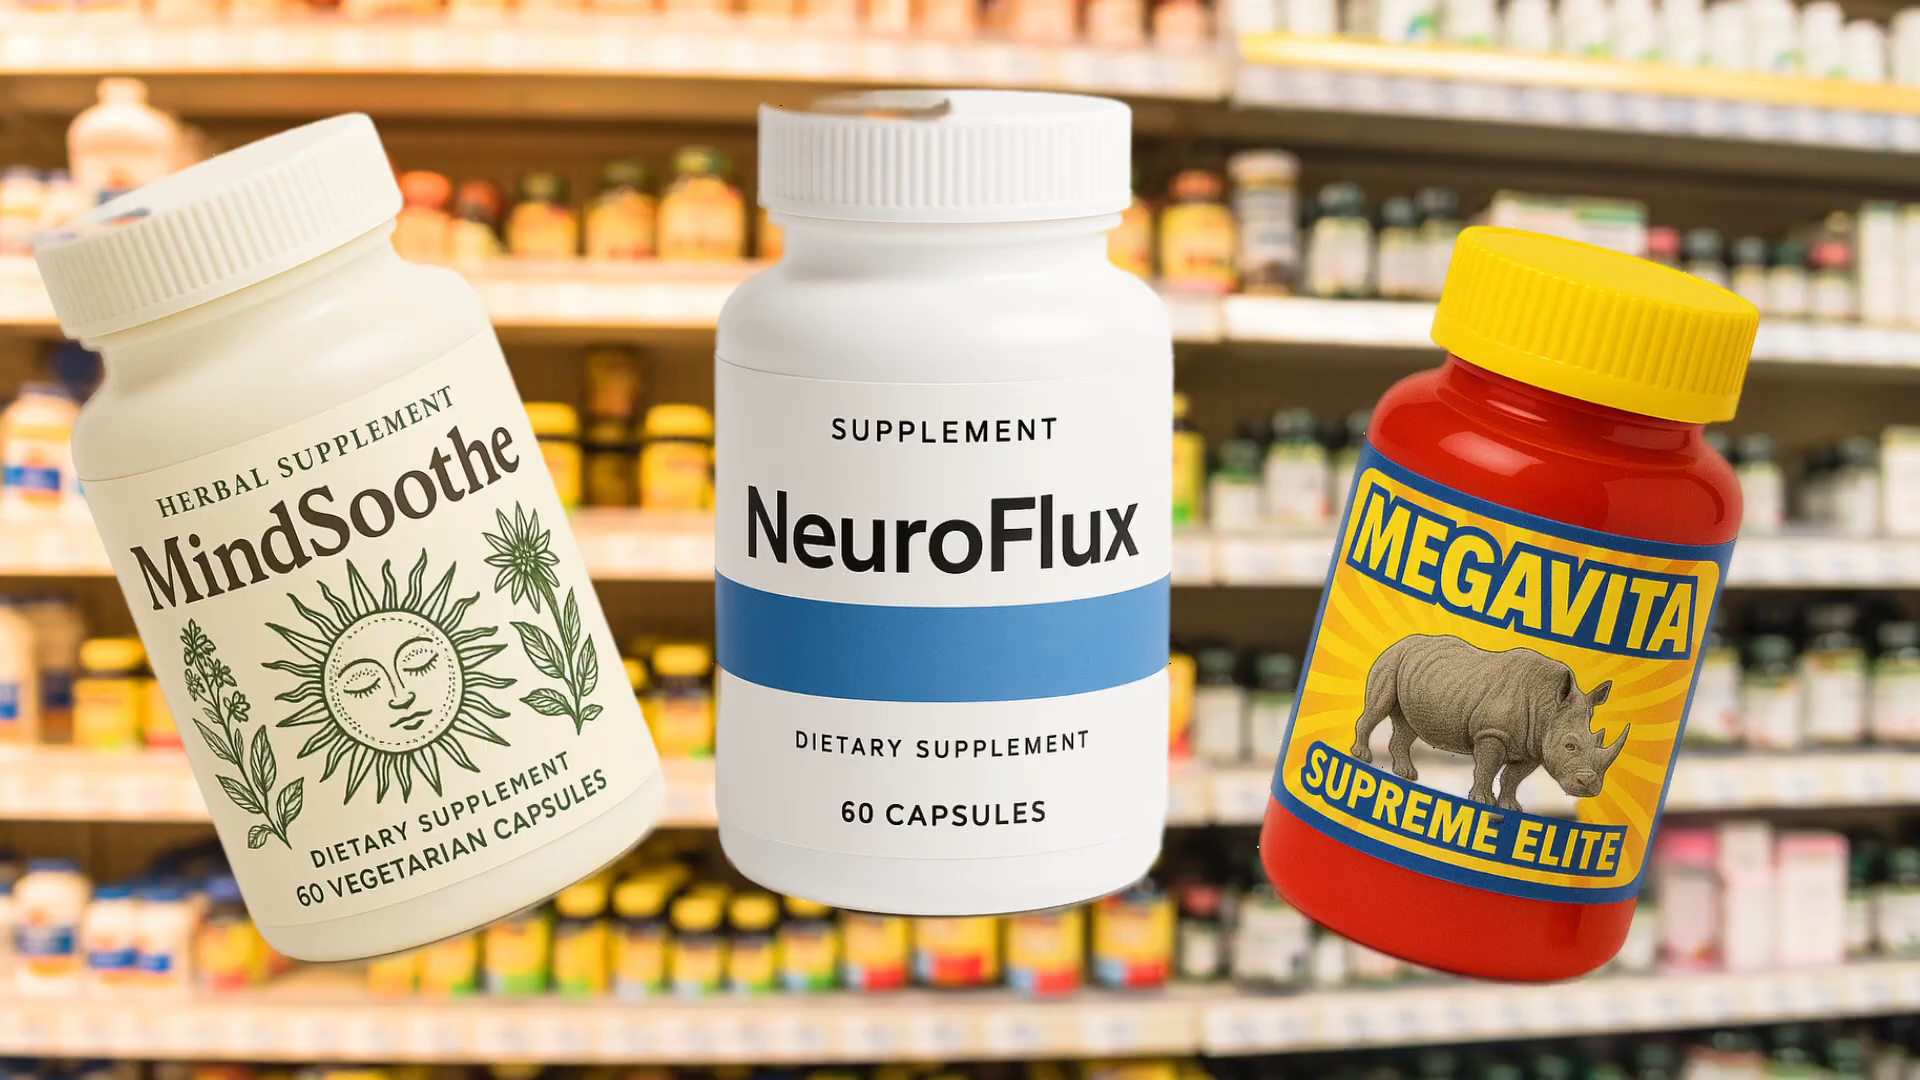 HERBAL SUPPLEMENT
MindSoothe
DIETARY SUPPLEMENT
60 VEGETARIAN CAPSULES
SUPPLEMENT
NeuroFlux
DIETARY SUPPLEMENT
60 CAPSULES
MEGAVITA
SUPREME ELITE